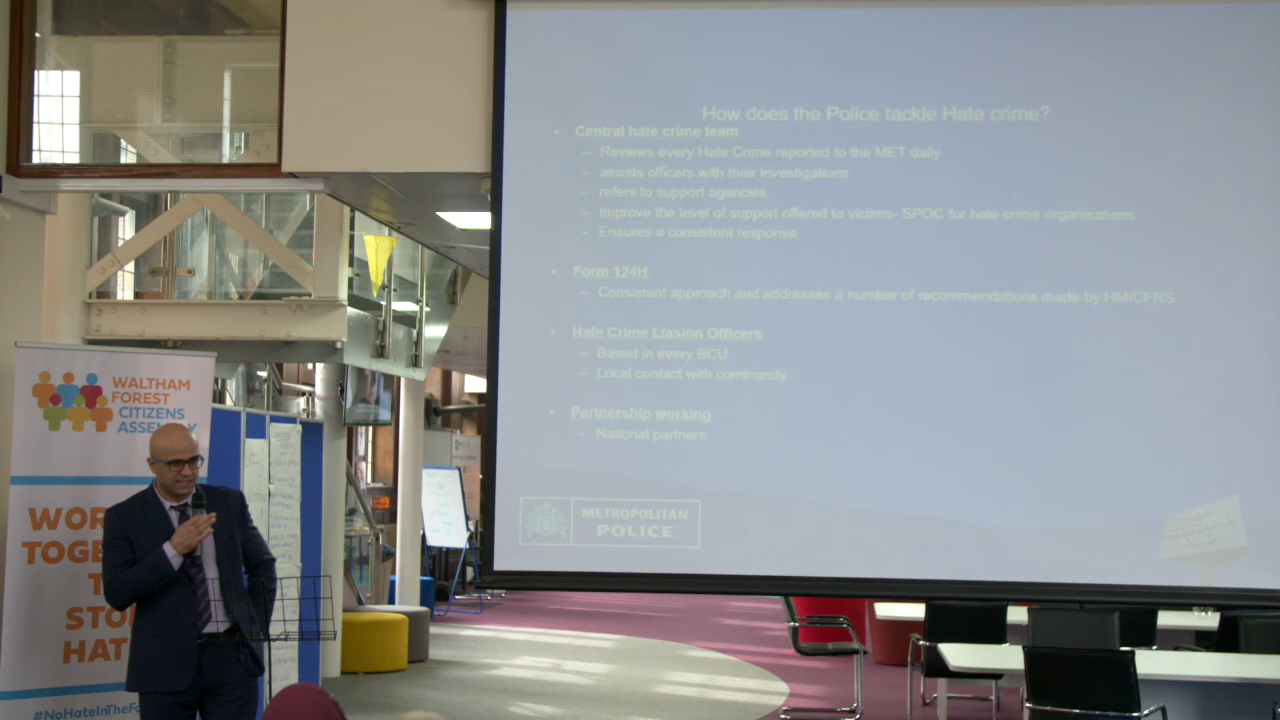 How does the Police tackle Hate crime?
• Central hate crime team
– Reviews every Hate Crime reported to the MET daily
– assists officers with their investigations
– refers to support agencies.
– Improve the level of support offered to victims- SPOC for hate crime organisations
– Ensures a consistent response
• Form 124H
– Consistent approach and addresses a number of recommendations made by HMICFRS
• Hate Crime Liasion Officers
– Based in every BCU
– Local contact with community
• Partnership working
– National partners
METROPOLITAN
POLICE
WALTHAM
FOREST
CITIZENS
ASSEMBLY
WOR
TOGE
T
STO
HAT
#NoHateInTheFo